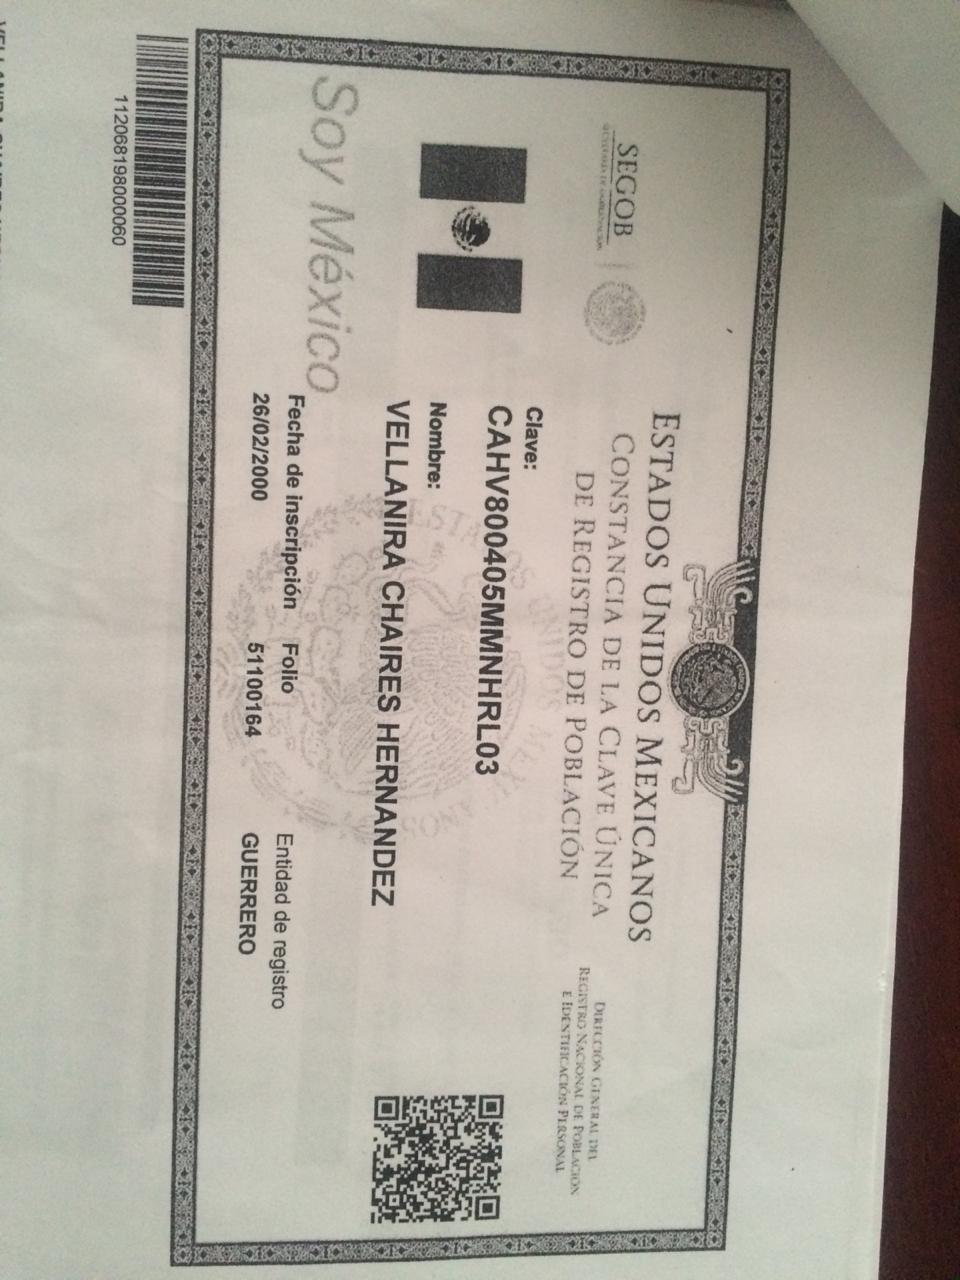 ESTADOS UNIDOS MEXICANOS
CONSTANCIA DE LA CLAVE ÚNICA
DE REGISTRO DE POBLACIÓN
SEGOB
SECRETARÍA DE GOBERNACIÓN
DIRECCIÓN GENERAL DEL
REGISTRO NACIONAL DE POBLACIÓN
E IDENTIFICACIÓN PERSONAL
Clave:
CAHV800405MMNHRL03
Nombre:
VELLANIRA CHAIRES HERNANDEZ
Soy México
Fecha de inscripción
26/02/2000
Folio
51100164
Entidad de registro
GUERRERO
ESTADOS UNIDOS MEXICANOS
112068198000060